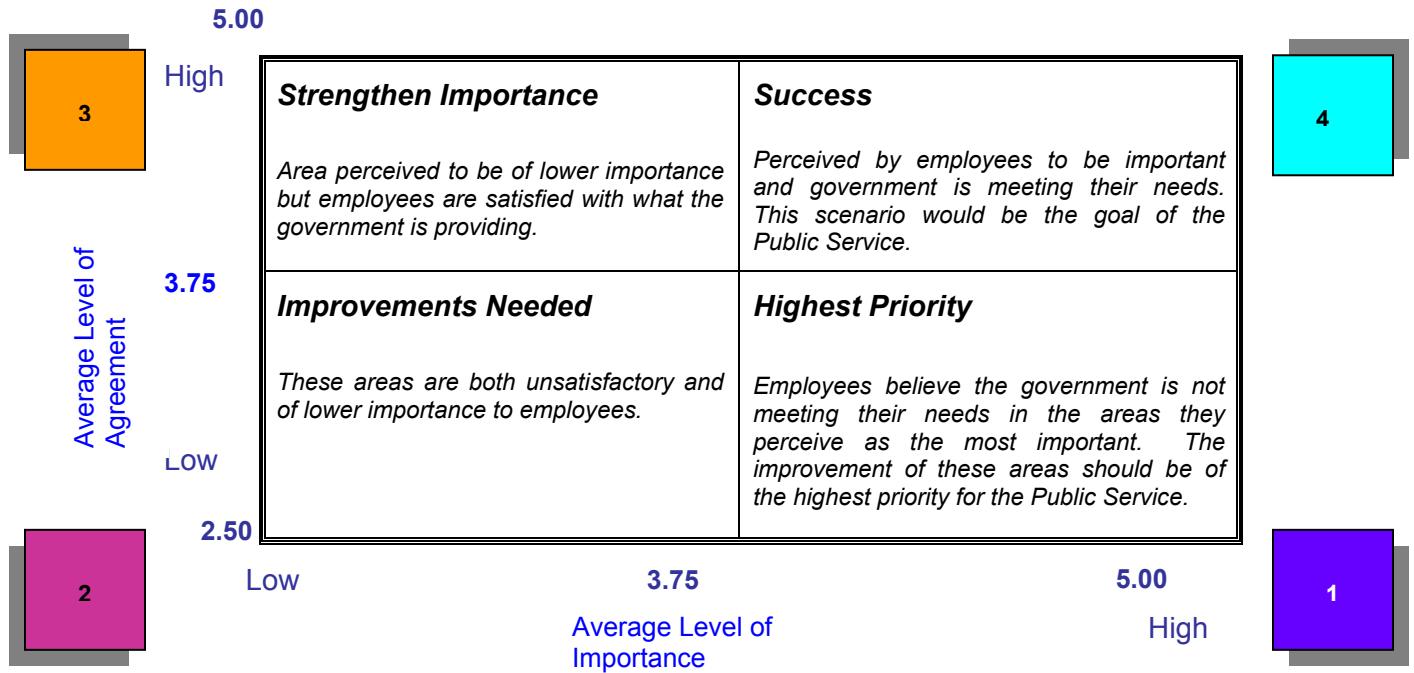 5.00
High
3
Strengthen Importance
Area perceived to be of lower importance
but employees are satisfied with what the
government is providing.
Success
Perceived by employees to be important
and government is meeting their needs.
This scenario would be the goal of the
Public Service.
4
Average Level of
Agreement
3.75
Low
2.50
Improvements Needed
These areas are both unsatisfactory and
of lower importance to employees.
Highest Priority
Employees believe the government is not
meeting their needs in the areas they
perceive as the most important. The
improvement of these areas should be of
the highest priority for the Public Service.
2
Low
3.75
5.00
1
Average Level of
Importance
High